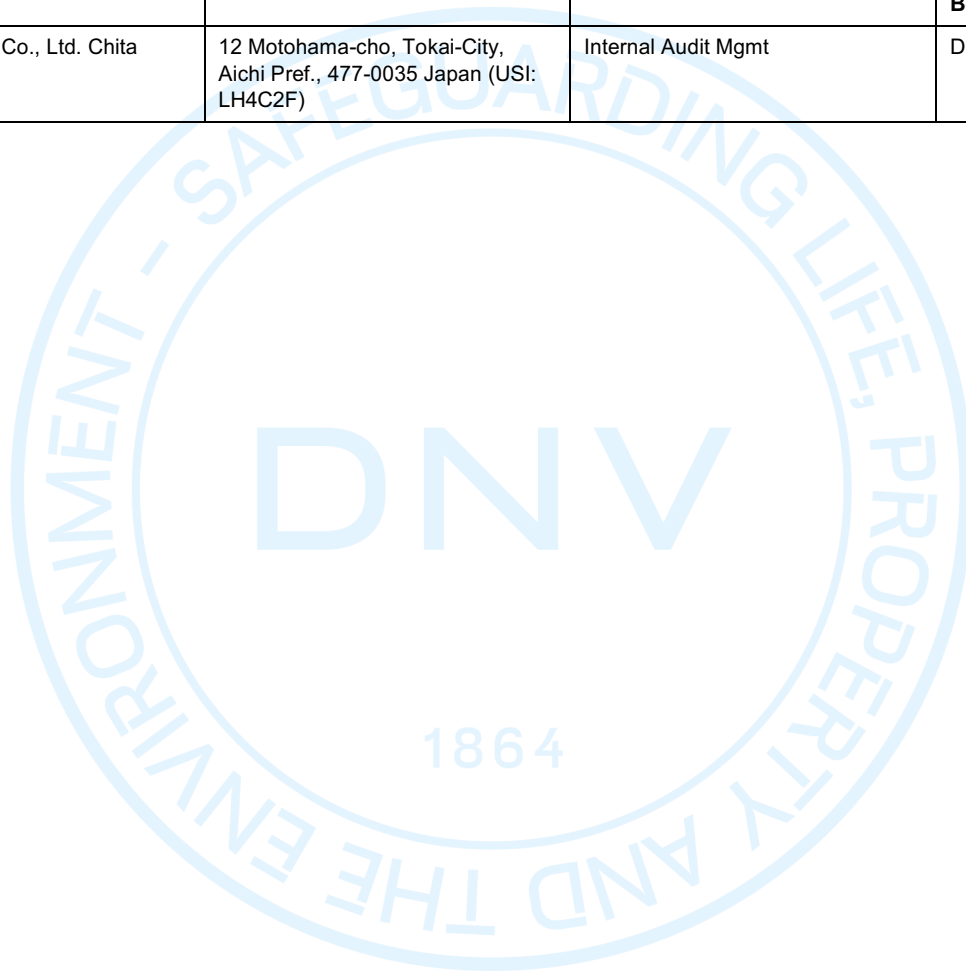 B
Co., Ltd. Chita
12 Motohama-cho, Tokai-City,
Aichi Pref., 477-0035 Japan (USI:
LH4C2F)
Internal Audit Mgmt
D
SAFEGUARDING LIFE, PROPERTY AND THE ENVIRONMENT -
DNV
1864